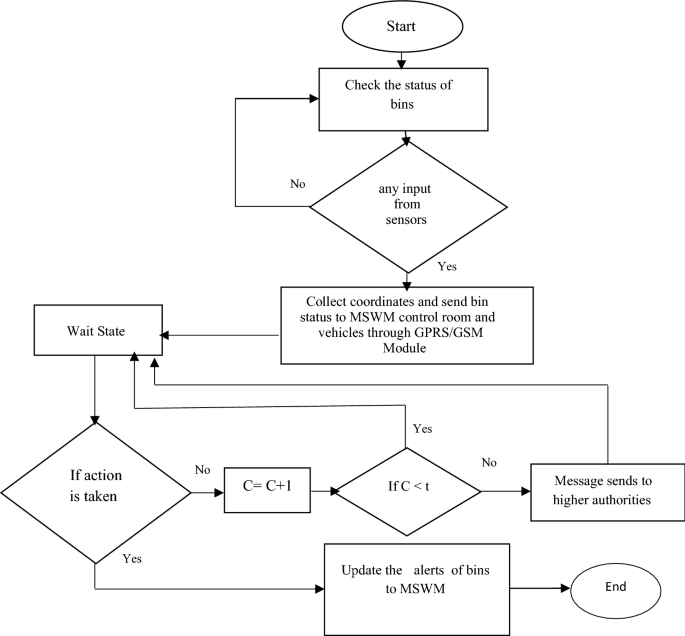 Start
Check the status of
bins
No
any input
from
sensors
Yes
Collect coordinates and send bin
status to MSWM control room and
vehicles through GPRS/GSM
Module
Wait State
Yes
If action
is taken
No
C= C+1
If C < t
No
Message sends to
higher authorities
Yes
Update the alerts of bins
to MSWM
End